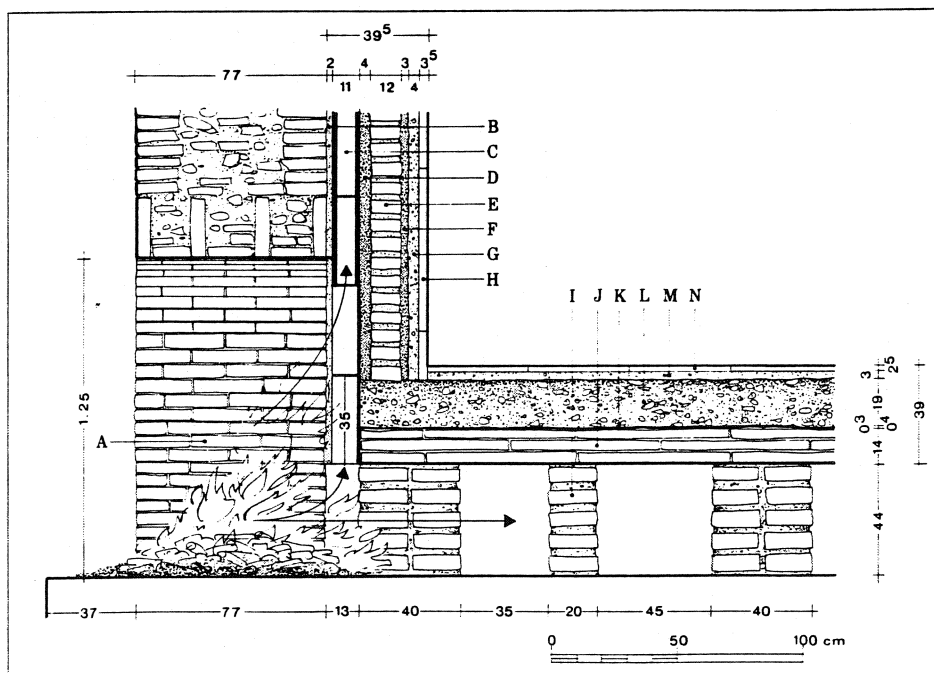 39⁵
77 2 4 3 3⁵
11 12 4
B
C
D
E
F
G
H
I J K L M N
1.25
A
35
3 2⁵
0³ 0⁴ 19 39
14
44
37 77 13 40 35 20 45 40
0 50 100 cm